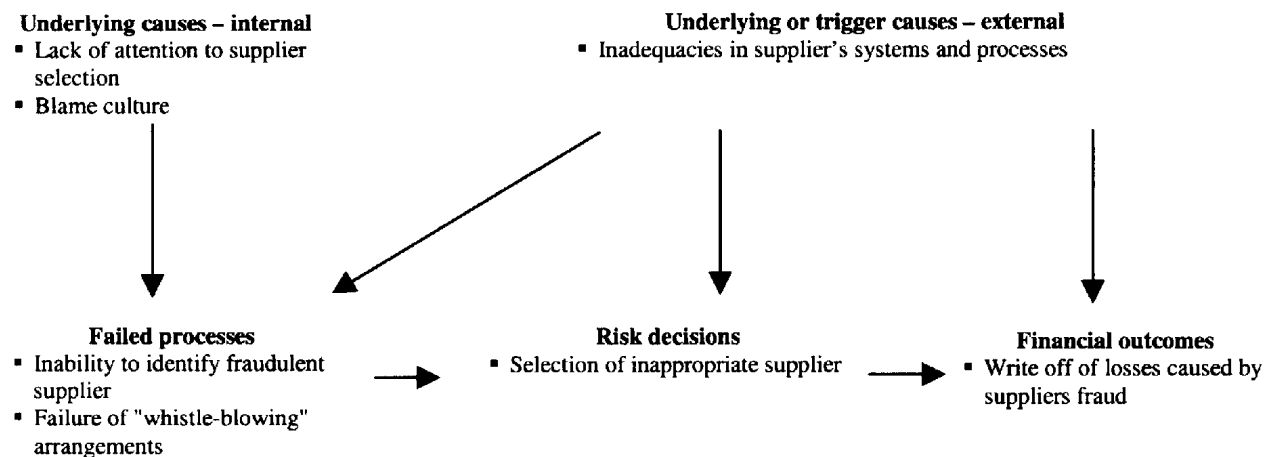 Underlying causes – internal
▪ Lack of attention to supplier
selection
▪ Blame culture
Underlying or trigger causes – external
▪ Inadequacies in supplier's systems and processes
Failed processes
▪ Inability to identify fraudulent
supplier
▪ Failure of "whistle-blowing"
arrangements
Risk decisions
▪ Selection of inappropriate supplier
Financial outcomes
▪ Write off of losses caused by
suppliers fraud